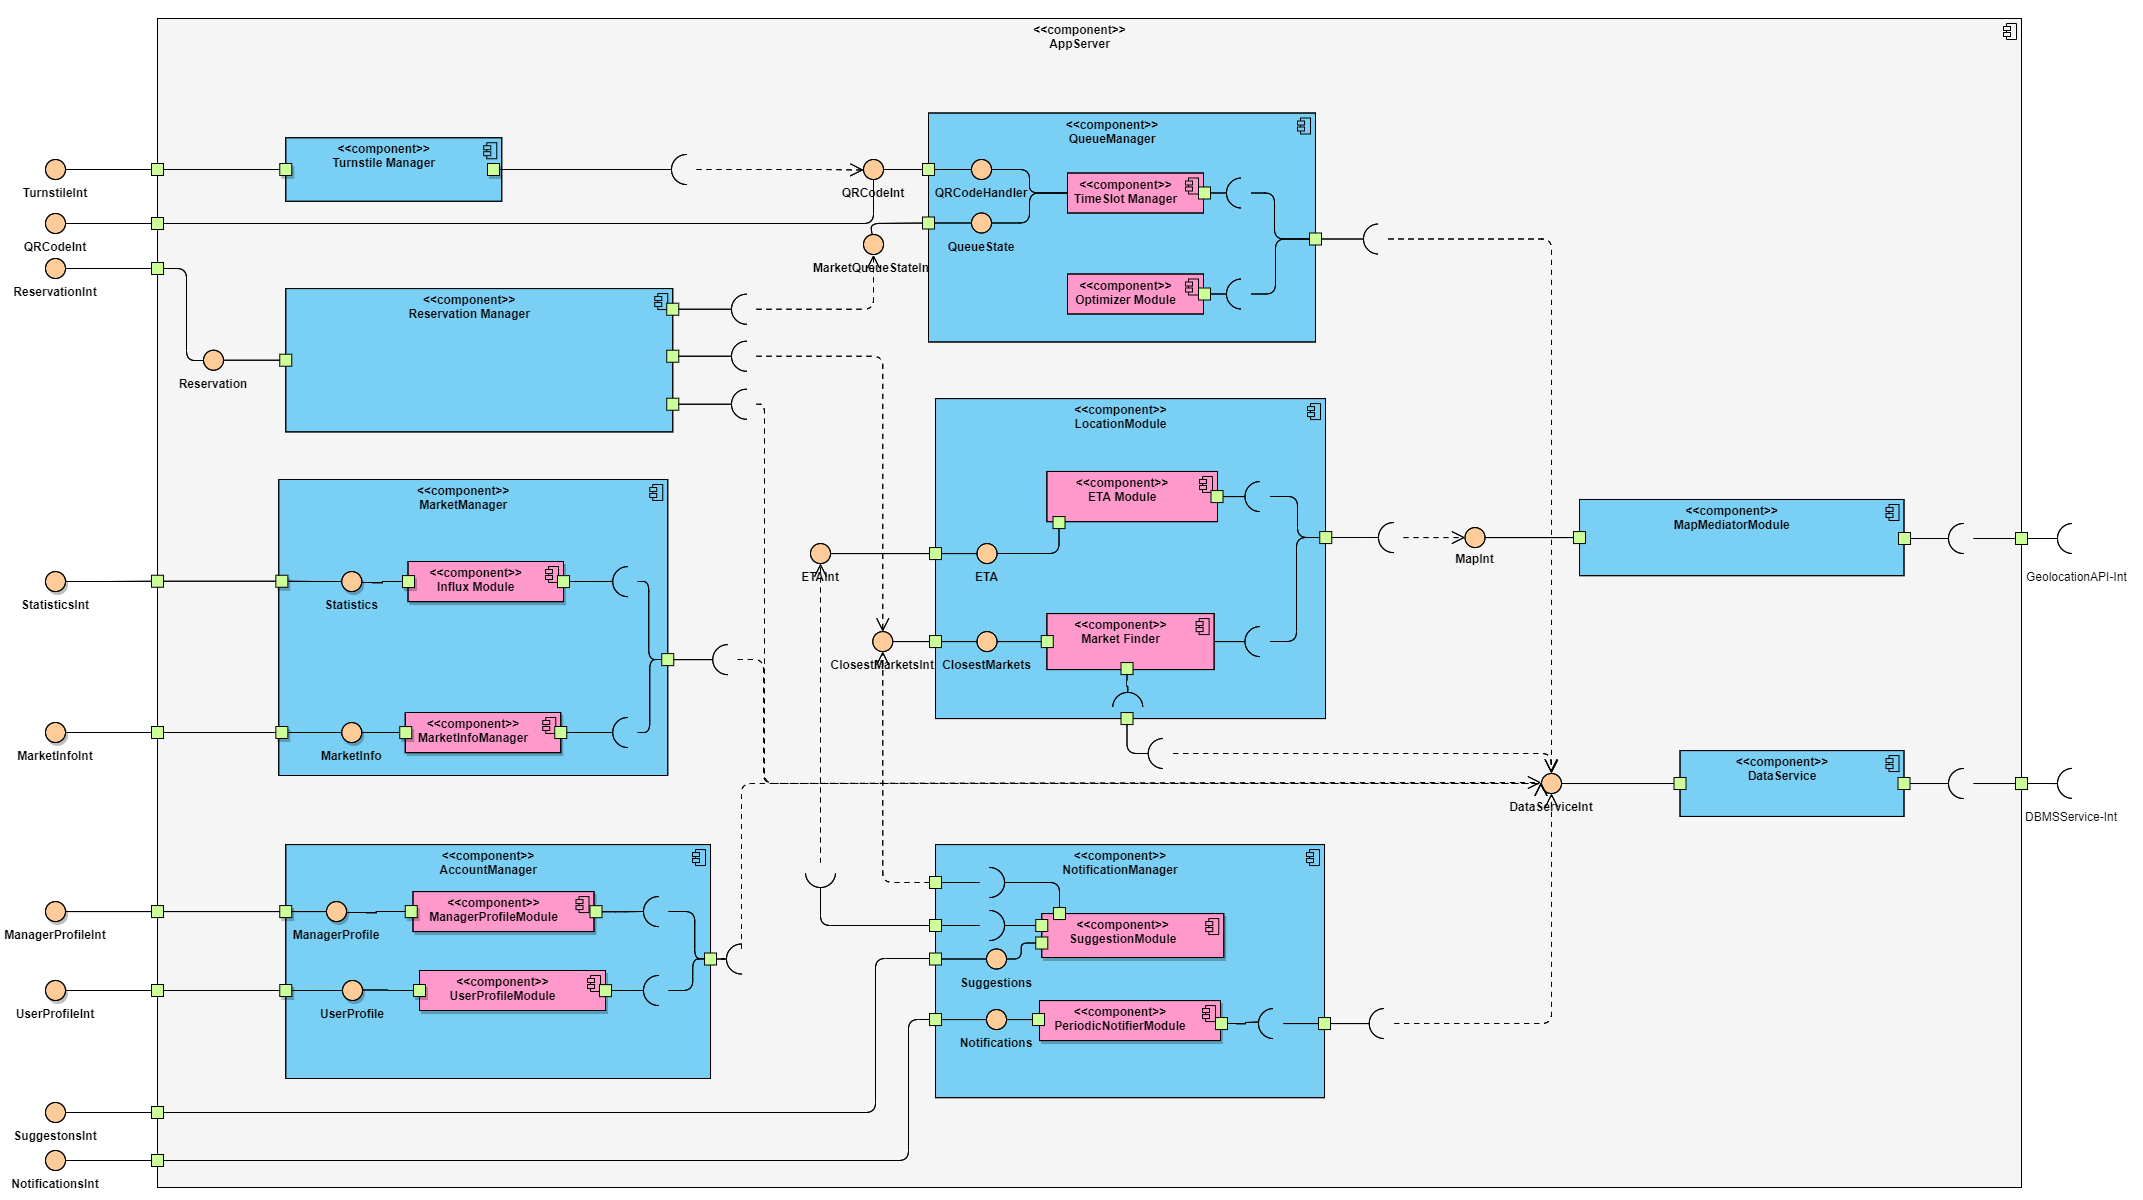 <<component>>
AppServer
<<component>>
Turnstile Manager
TurnstileInt
QRCodeInt
ReservationInt
<<component>>
QueueManager
QRCodeInt
QRCodeHandler
<<component>>
TimeSlot Manager
QueueState
MarketQueueStateIn
<<component>>
Optimizer Module
<<component>>
Reservation Manager
Reservation
<<component>>
LocationModule
<<component>>
ETA Module
ETAInt
ETA
<<component>>
Market Finder
ClosestMarketsInt
ClosestMarkets
MapInt
<<component>>
MapMediatorModule
GeolocationAPI-Int
<<component>>
MarketManager
<<component>>
Influx Module
StatisticsInt
Statistics
<<component>>
MarketInfoManager
MarketInfoInt
MarketInfo
<<component>>
DataService
DataServiceInt
DBMSService-Int
<<component>>
AccountManager
<<component>>
ManagerProfileModule
ManagerProfileInt
ManagerProfile
<<component>>
UserProfileModule
UserProfileInt
UserProfile
<<component>>
NotificationManager
<<component>>
SuggestionModule
Suggestions
<<component>>
PeriodicNotifierModule
Notifications
SuggestonsInt
NotificationsInt